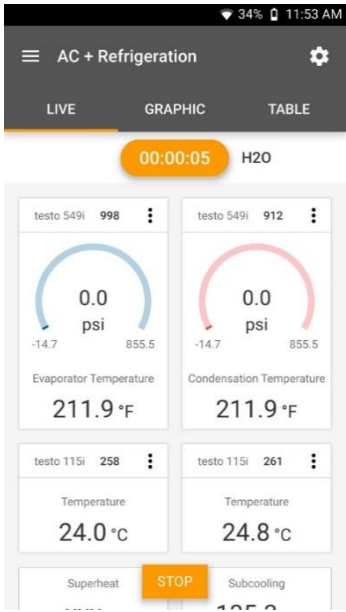 34% 11:53 AM
AC + Refrigeration
LIVE GRAPHIC TABLE
00:00:05 H2O
testo 549i 998
testo 549i 912
0.0
psi
-14.7 855.5
Evaporator Temperature
211.9 °F
0.0
psi
-14.7 855.5
Condensation Temperature
211.9 °F
testo 115i 258
testo 115i 261
Temperature
24.0 °C
Temperature
24.8 °C
Superheat
STOP
Subcooling